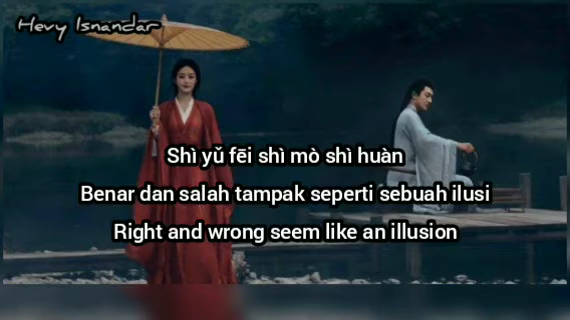 Hevy Isnandar
Shì yǔ fēi shì mò shì huàn
Benar dan salah tampak seperti sebuah ilusi
Right and wrong seem like an illusion